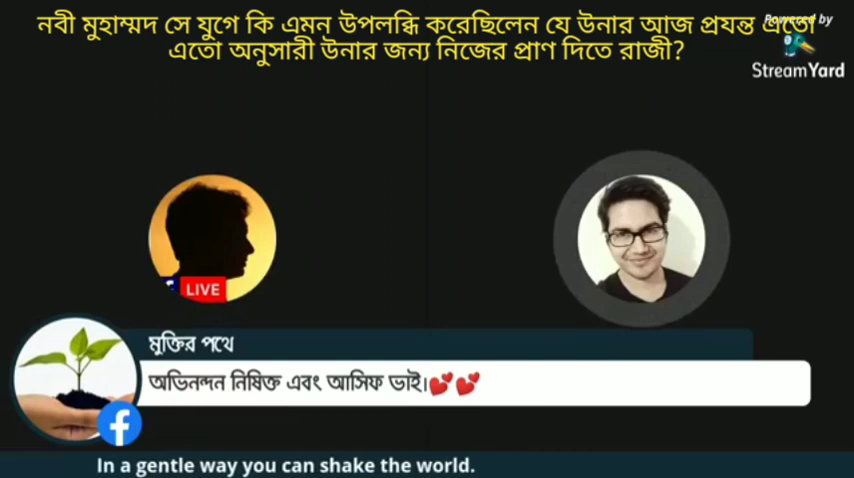 নবী মুহাম্মদ সে যুগে কি এমন উপলব্ধি করেছিলেন যে উনার আজ প্রযন্ত এতো
এতো অনুসারী উনার জন্য নিজের প্রাণ দিতে রাজী?
Powered by
StreamYard
LIVE
মুক্তির পথে
অভিনন্দন নিষিক্ত এবং আসিফ ভাই।💕💕
In a gentle way you can shake the world.